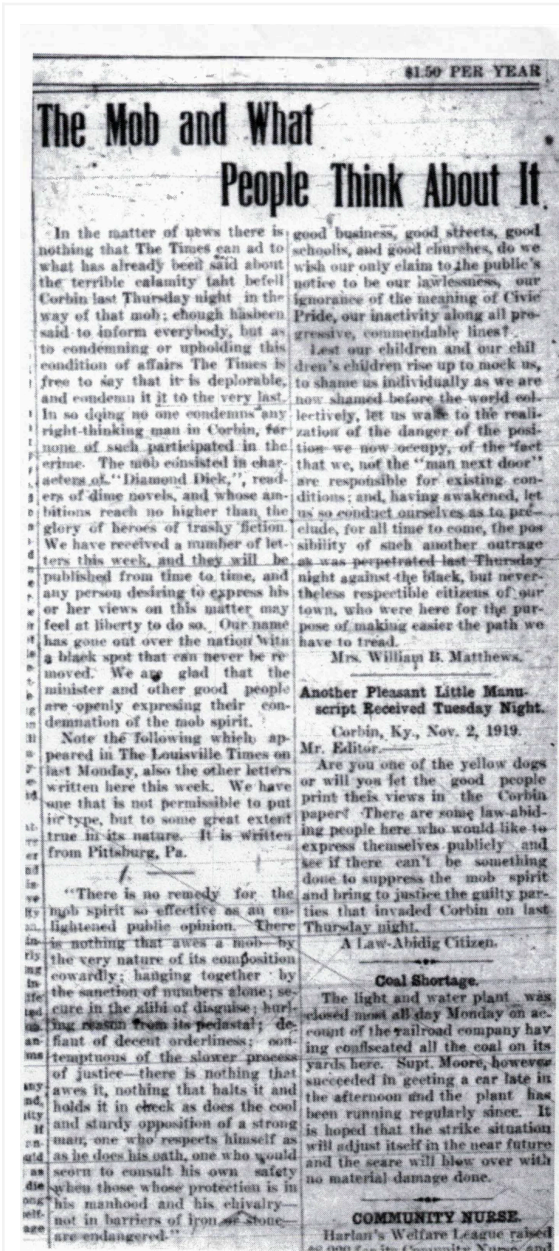 $1.50 PER YEAR
The Mob and What
People Think About It
In the matter of news there is
nothing that The Times can ad to
what has already been said about
the terrible calamity taht befell
Corbin last Thursday night in the
way of that mob; ehough hasbeen
said to inform everybody, but as
to condemning or upholding this
condition of affairs The Times is
free to say that it is deplorable,
and condemn it it to the very last.
In so doing no one condemns any
right-thinking man in Corbin, for
none of such participated in the
crime. The mob consisted in char-
acters of "Diamond Dick,", read-
ers of dime novels, and whose am-
bitions reach no higher than the
glory of heroes of trashy fiction.
We have received a number of let-
ters this week, and they will be
published from time to time, and
any person desiring to express his
or her views on this matter may
feel at liberty to do so. Our name
has gone out over the nation with
a black spot that can never be re
moved. We are glad that the
minister and other good people
are openly expresing their con-
demnation of the mob spirit.
Note the following which ap-
peared in The Louisville Times on
last Monday, also the other letters
written here this week. We have
one that is not permissible to put
in type, but to some great extent
true in its nature. It is written
from Pittsburg, Pa.
"There is no remedy for the
mob spirit so effective as an en-
lightened public opinion. There
is nothing that awes a mob—by
the very nature of its composition
cowardly; hanging together by
the sanction of numbers alone; se-
cure in the alibi of disguise; hurl-
ing reason from its pedastal; de-
fiant of decent orderliness; con-
temptuous of the slower process
of justice—there is nothing that
awes it, nothing that halts it and
holds it in check as does the cool
and sturdy opposition of a strong
man, one who respects himself as
as he does his oath, one who would
scorn to consult his own safety
when those whose protection is in
his manhood and his chivalry—
not in barriers of iron or stone—
are endangered."
good business, good streets, good
schoolis, and good churches, do we
wish our only claim to the public's
notice to be our lawlessness, our
ignorance of the meaning of Civic
Pride, our inactivity along all pro-
gressive, commendable lines?
Lest our children and our chil
dren's children rise up to mock us,
to shame us individually as we are
now shamed before the world col-
lectively, let us wake to the reali-
zation of the danger of the posi-
tion we now occupy, of the fact
that we, not the "man next door"
are responsible for existing con-
ditions; and, having awakened, let
us so conduct ourselves as to pre-
clude, for all time to come, the pos
sibility of such another outrage
as was perpetrated last Thursday
night against the black, but never-
theless respectible citizens of our
town, who were here for the pur-
pose of making easier the path we
have to tread.
Mrs. William B. Matthews.
Another Pleasant Little Manu-
script Received Tuesday Night.
Corbin, Ky., Nov. 2, 1919.
Mr. Editor.—
Are you one of the yellow dogs
or will you let the good people
print theis views in the Corbin
paper? There are some law-abid-
ing people here who would like to
express themselves publicly and
see if there can't be something
done to suppress the mob spirit
and bring to justice the guilty par-
ties that invaded Corbin on last
Thursday night.
A Law-Abidig Citizen.
Coal Shortage.
The light and water plant was
closed most all day Monday on ac-
count of the railroad company hav
ing confiscated all the coal on its
yards here. Supt. Moore, however
succeeded in geeting a car late in
the afternoon and the plant has
been running regularly since. It
is hoped that the strike situation
will adjust itself in the near future
and the scare will blow over with
no material damage done.
COMMUNITY NURSE.
Harlan's Welfare League raised